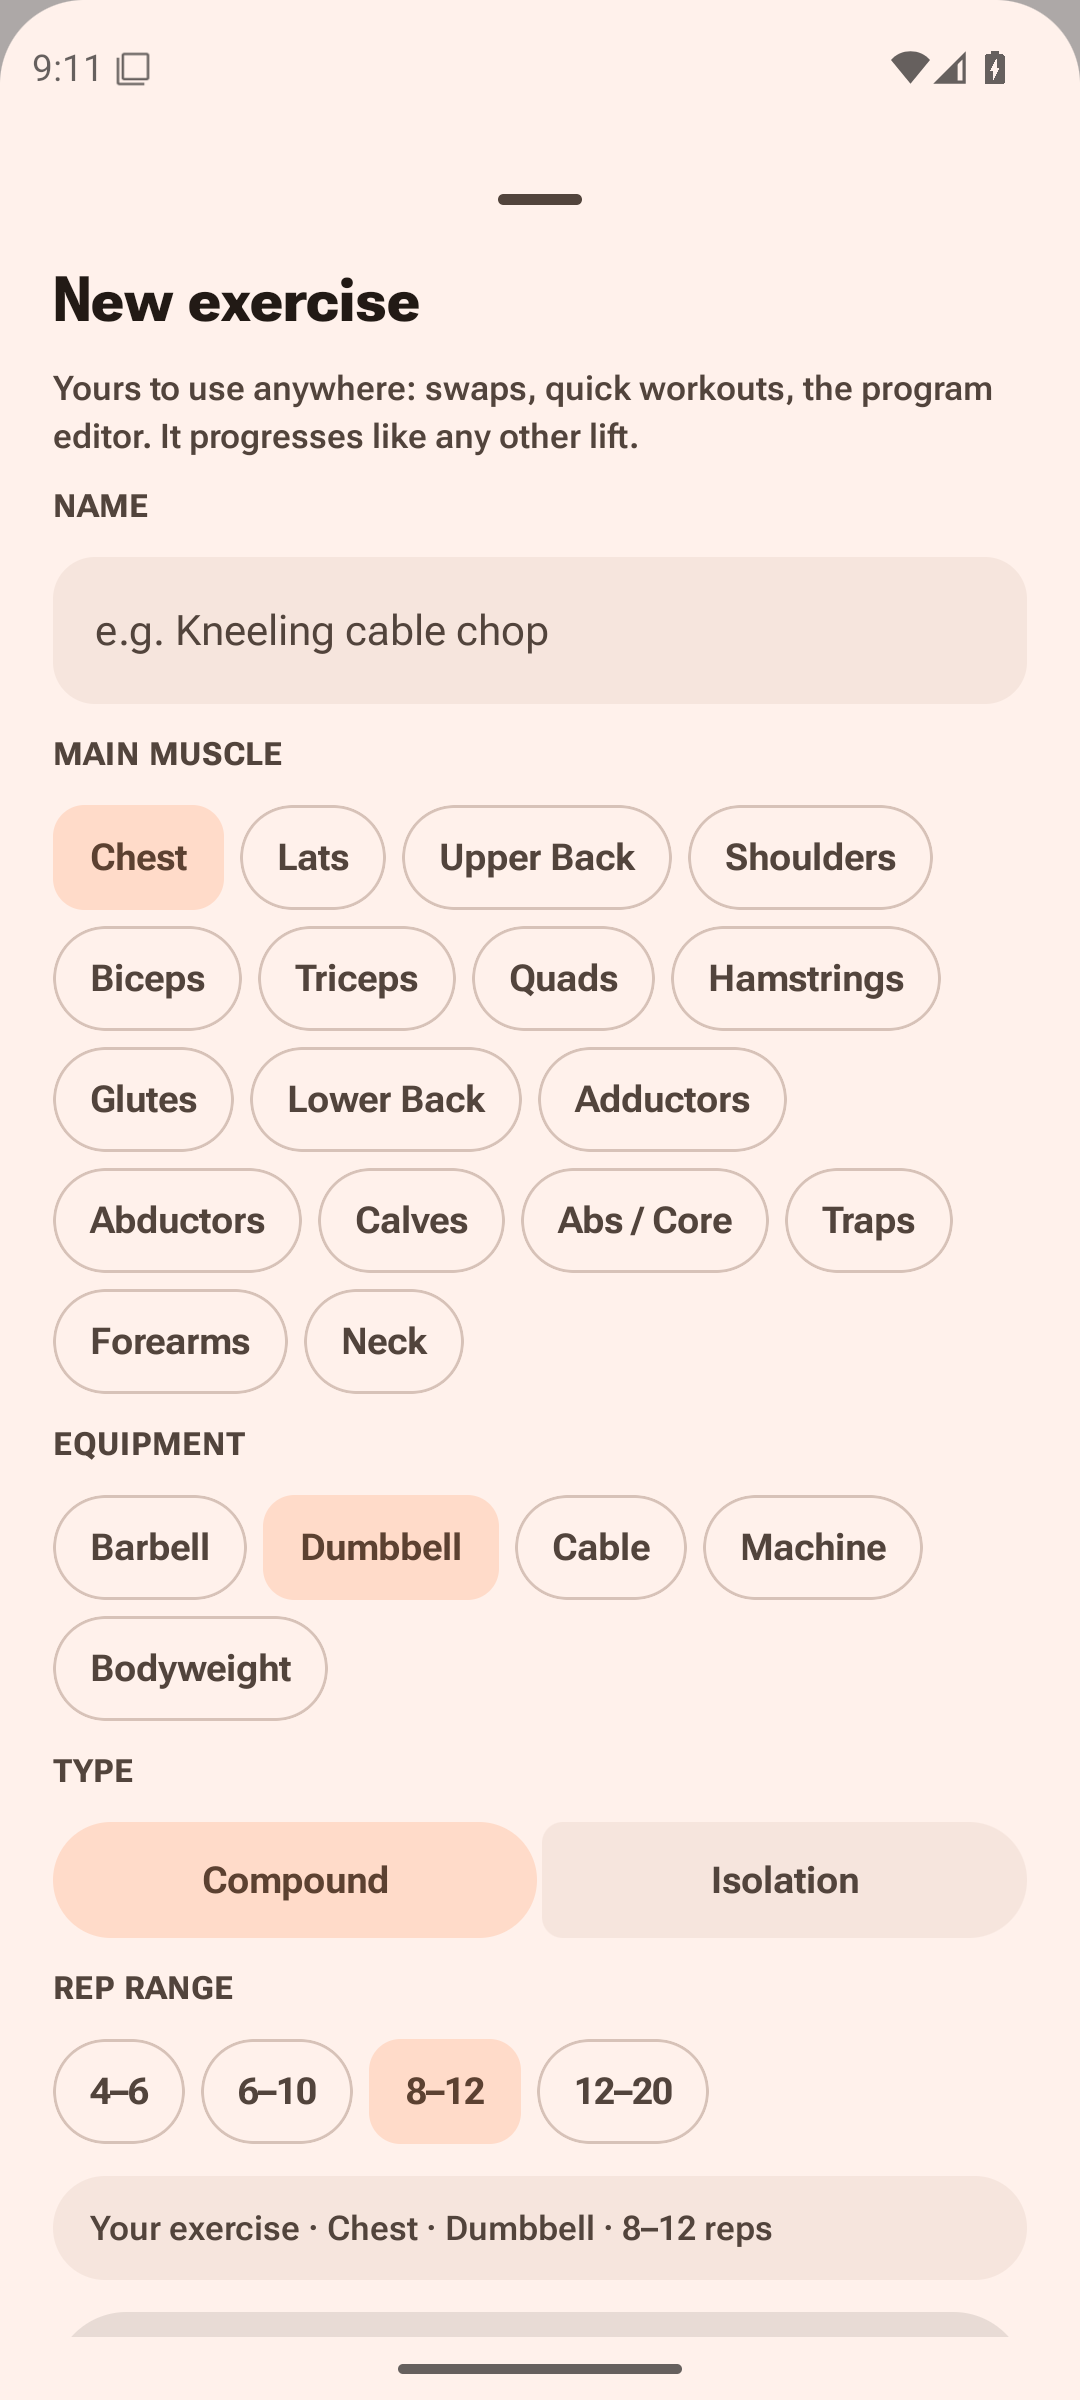 9:11
New exercise
Yours to use anywhere: swaps, quick workouts, the program
editor. It progresses like any other lift.
NAME
e.g. Kneeling cable chop
MAIN MUSCLE
Chest Lats Upper Back Shoulders
Biceps Triceps Quads Hamstrings
Glutes Lower Back Adductors
Abductors Calves Abs / Core Traps
Forearms Neck
EQUIPMENT
Barbell Dumbbell Cable Machine
Bodyweight
TYPE
Compound Isolation
REP RANGE
4–6 6–10 8–12 12–20
Your exercise · Chest · Dumbbell · 8–12 reps